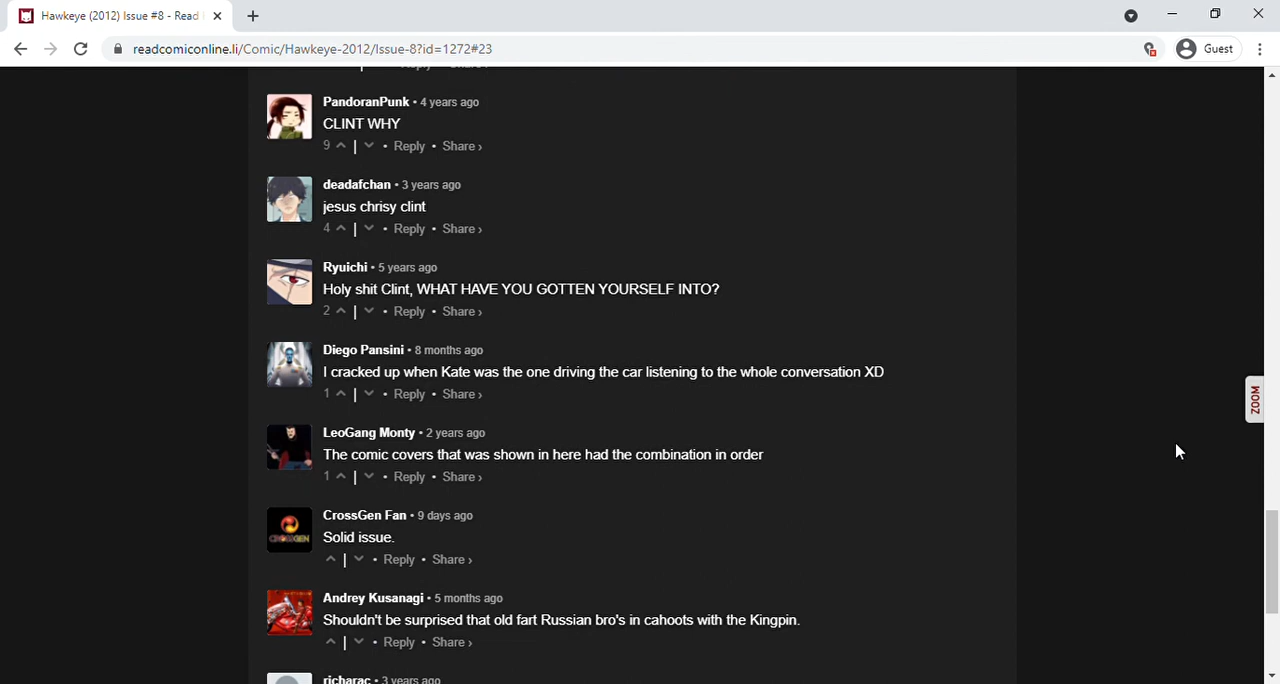 Hawkeye (2012) Issue #8 - Read
readcomiconline.li/Comic/Hawkeye-2012/Issue-8?id=1272#23
Guest
PandoranPunk • 4 years ago
CLINT WHY
9 | • Reply • Share ›
deadafchan • 3 years ago
jesus chrisy clint
4 | • Reply • Share ›
Ryuichi • 5 years ago
Holy shit Clint, WHAT HAVE YOU GOTTEN YOURSELF INTO?
2 | • Reply • Share ›
Diego Pansini • 8 months ago
I cracked up when Kate was the one driving the car listening to the whole conversation XD
1 | • Reply • Share ›
ZOOM
LeoGang Monty • 2 years ago
The comic covers that was shown in here had the combination in order
1 | • Reply • Share ›
CrossGen Fan • 9 days ago
CROSSGEN
Solid issue.
| • Reply • Share ›
Andrey Kusanagi • 5 months ago
Shouldn't be surprised that old fart Russian bro's in cahoots with the Kingpin.
| • Reply • Share ›
richarac • 3 years ago